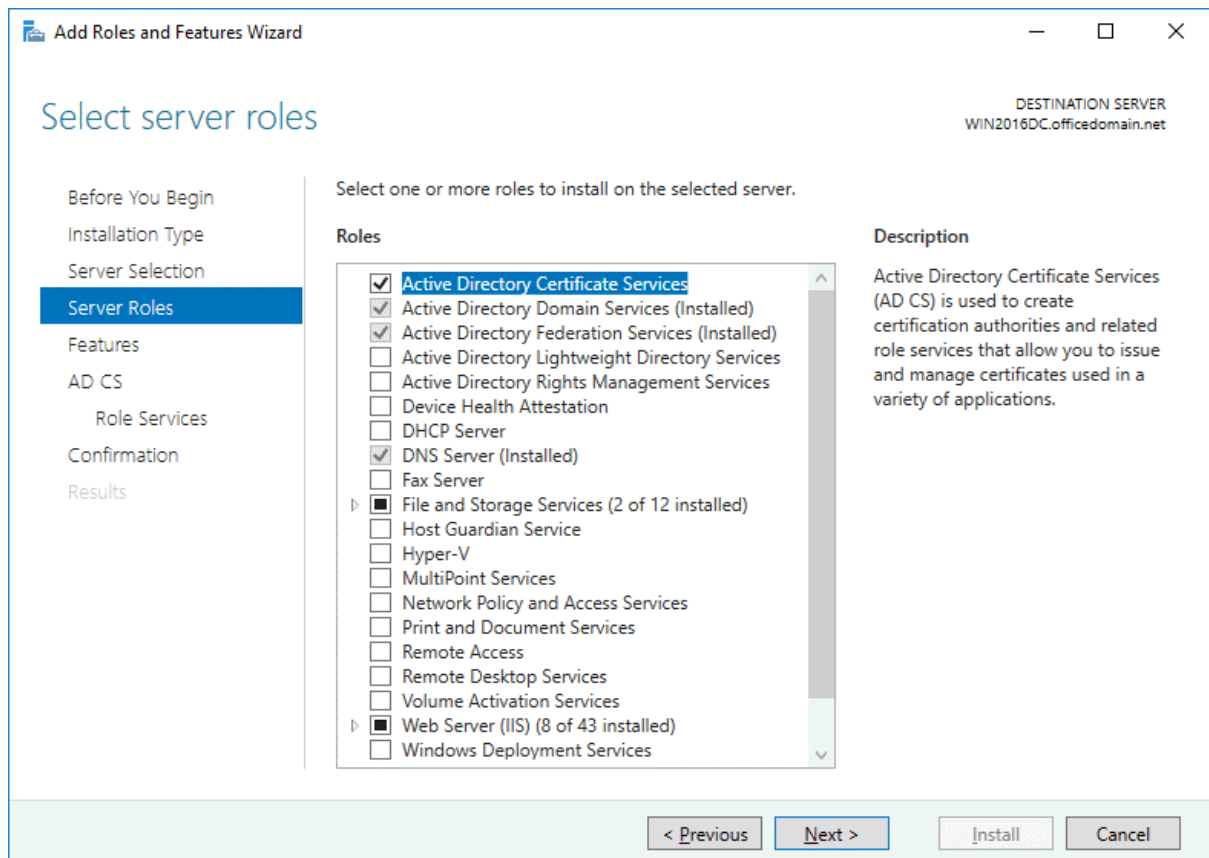 Add Roles and Features Wizard
Select server roles
DESTINATION SERVER
WIN2016DC.officedomain.net
Before You Begin
Installation Type
Server Selection
Server Roles
Features
AD CS
Role Services
Confirmation
Results
Select one or more roles to install on the selected server.
Roles
Active Directory Certificate Services
Active Directory Domain Services (Installed)
Active Directory Federation Services (Installed)
Active Directory Lightweight Directory Services
Active Directory Rights Management Services
Device Health Attestation
DHCP Server
DNS Server (Installed)
Fax Server
File and Storage Services (2 of 12 installed)
Host Guardian Service
Hyper-V
MultiPoint Services
Network Policy and Access Services
Print and Document Services
Remote Access
Remote Desktop Services
Volume Activation Services
Web Server (IIS) (8 of 43 installed)
Windows Deployment Services
Description
Active Directory Certificate Services
(AD CS) is used to create
certification authorities and related
role services that allow you to issue
and manage certificates used in a
variety of applications.
< Previous
Next >
Install
Cancel